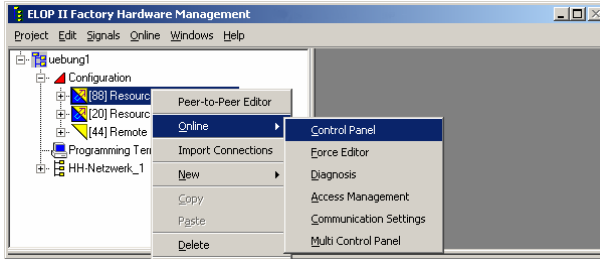 ELOP II Factory Hardware Management
Project Edit Signals Online Windows Help
uebung1
Configuration
[88] Resourc
[20] Resourc
[44] Remote
Programming Ter
HH-Netzwerk_1
Peer-to-Peer Editor
Online
Import Connections
New
Copy
Paste
Delete
Control Panel
Force Editor
Diagnosis
Access Management
Communication Settings
Multi Control Panel